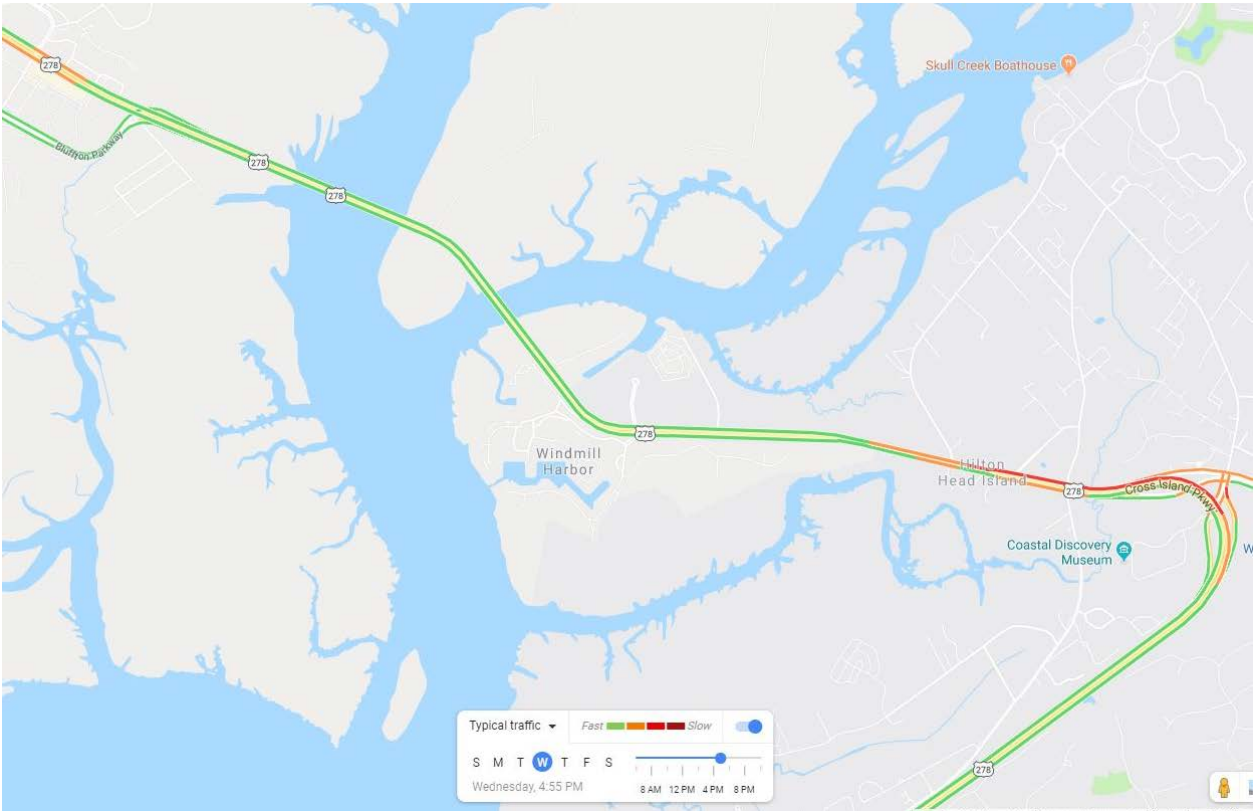 Skull Creek Boathouse
278
Bluffton Parkway
278
278
278
Windmill
Harbor
Hilton
Head Island
278
Cross Island Pkwy
Coastal Discovery
Museum
W
278
Typical traffic
Fast
Slow
S M T W T F S
Wednesday, 4:55 PM
8 AM 12 PM 4 PM 8 PM